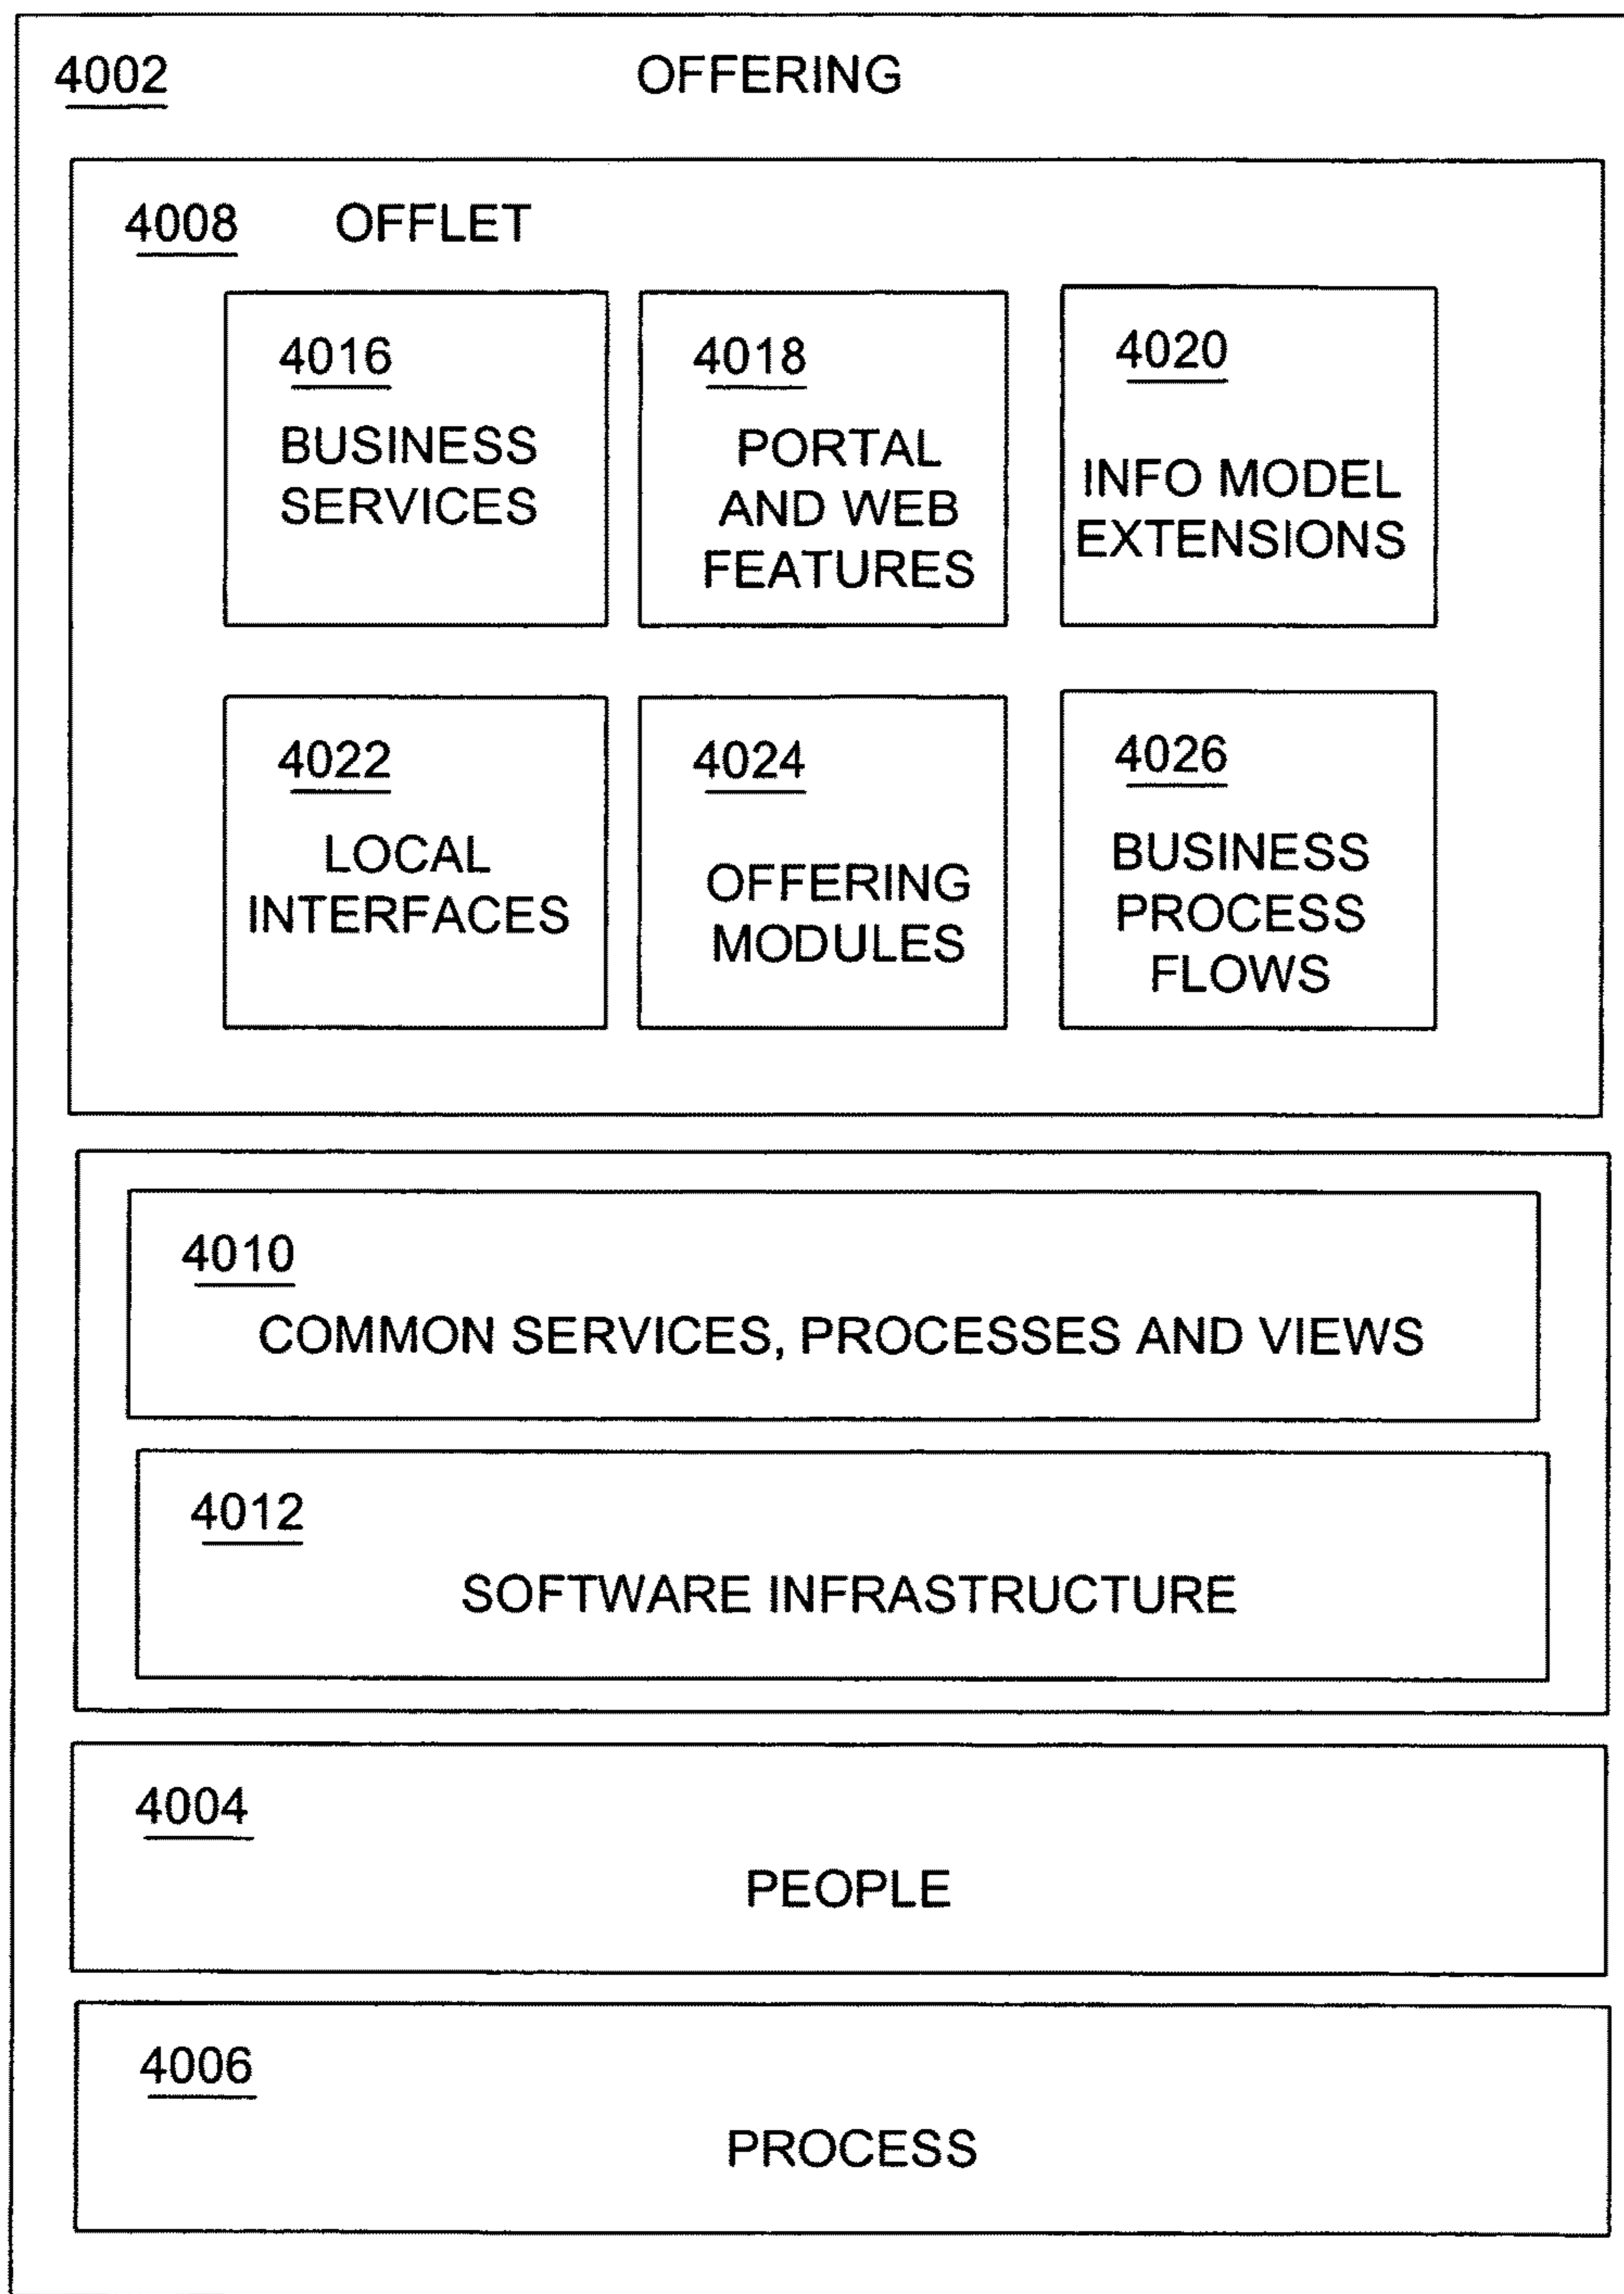 4002 OFFERING
4008 OFFLET
4016
BUSINESS
SERVICES
4018
PORTAL
AND WEB
FEATURES
4020
INFO MODEL
EXTENSIONS
4022
LOCAL
INTERFACES
4024
OFFERING
MODULES
4026
BUSINESS
PROCESS
FLOWS
4010
COMMON SERVICES, PROCESSES AND VIEWS
4012
SOFTWARE INFRASTRUCTURE
4004
PEOPLE
4006
PROCESS